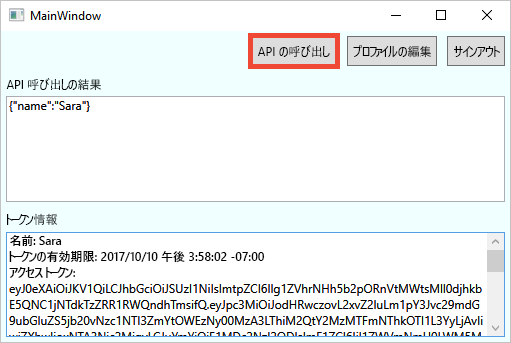 MainWindow
API の呼び出し
プロファイルの編集
サインアウト
API 呼び出しの結果
{"name":"Sara"}
トークン情報
名前: Sara
トークンの有効期限: 2017/10/10 午後 3:58:02 -07:00
アクセス トークン:
eyJ0eXAiOiJKV1QiLCJhbGciOiJSUzI1NiIsImtpZCI6Ilg1ZVhrNHh5b2pORnVtMWtsMll0djhkb
E5QNC1jNTdkTzZRR1RWQndhTmsifQ.eyJpc3MiOiJodHRwczovL2xvZ2luLm1pY3Jvc29mdG
9ubGluZS5jb20vNzc1NTI3ZmYtOWEzNy00MzA3LThiM2QtY2MzMTFmNThkOTI1L3YyLjAvIi